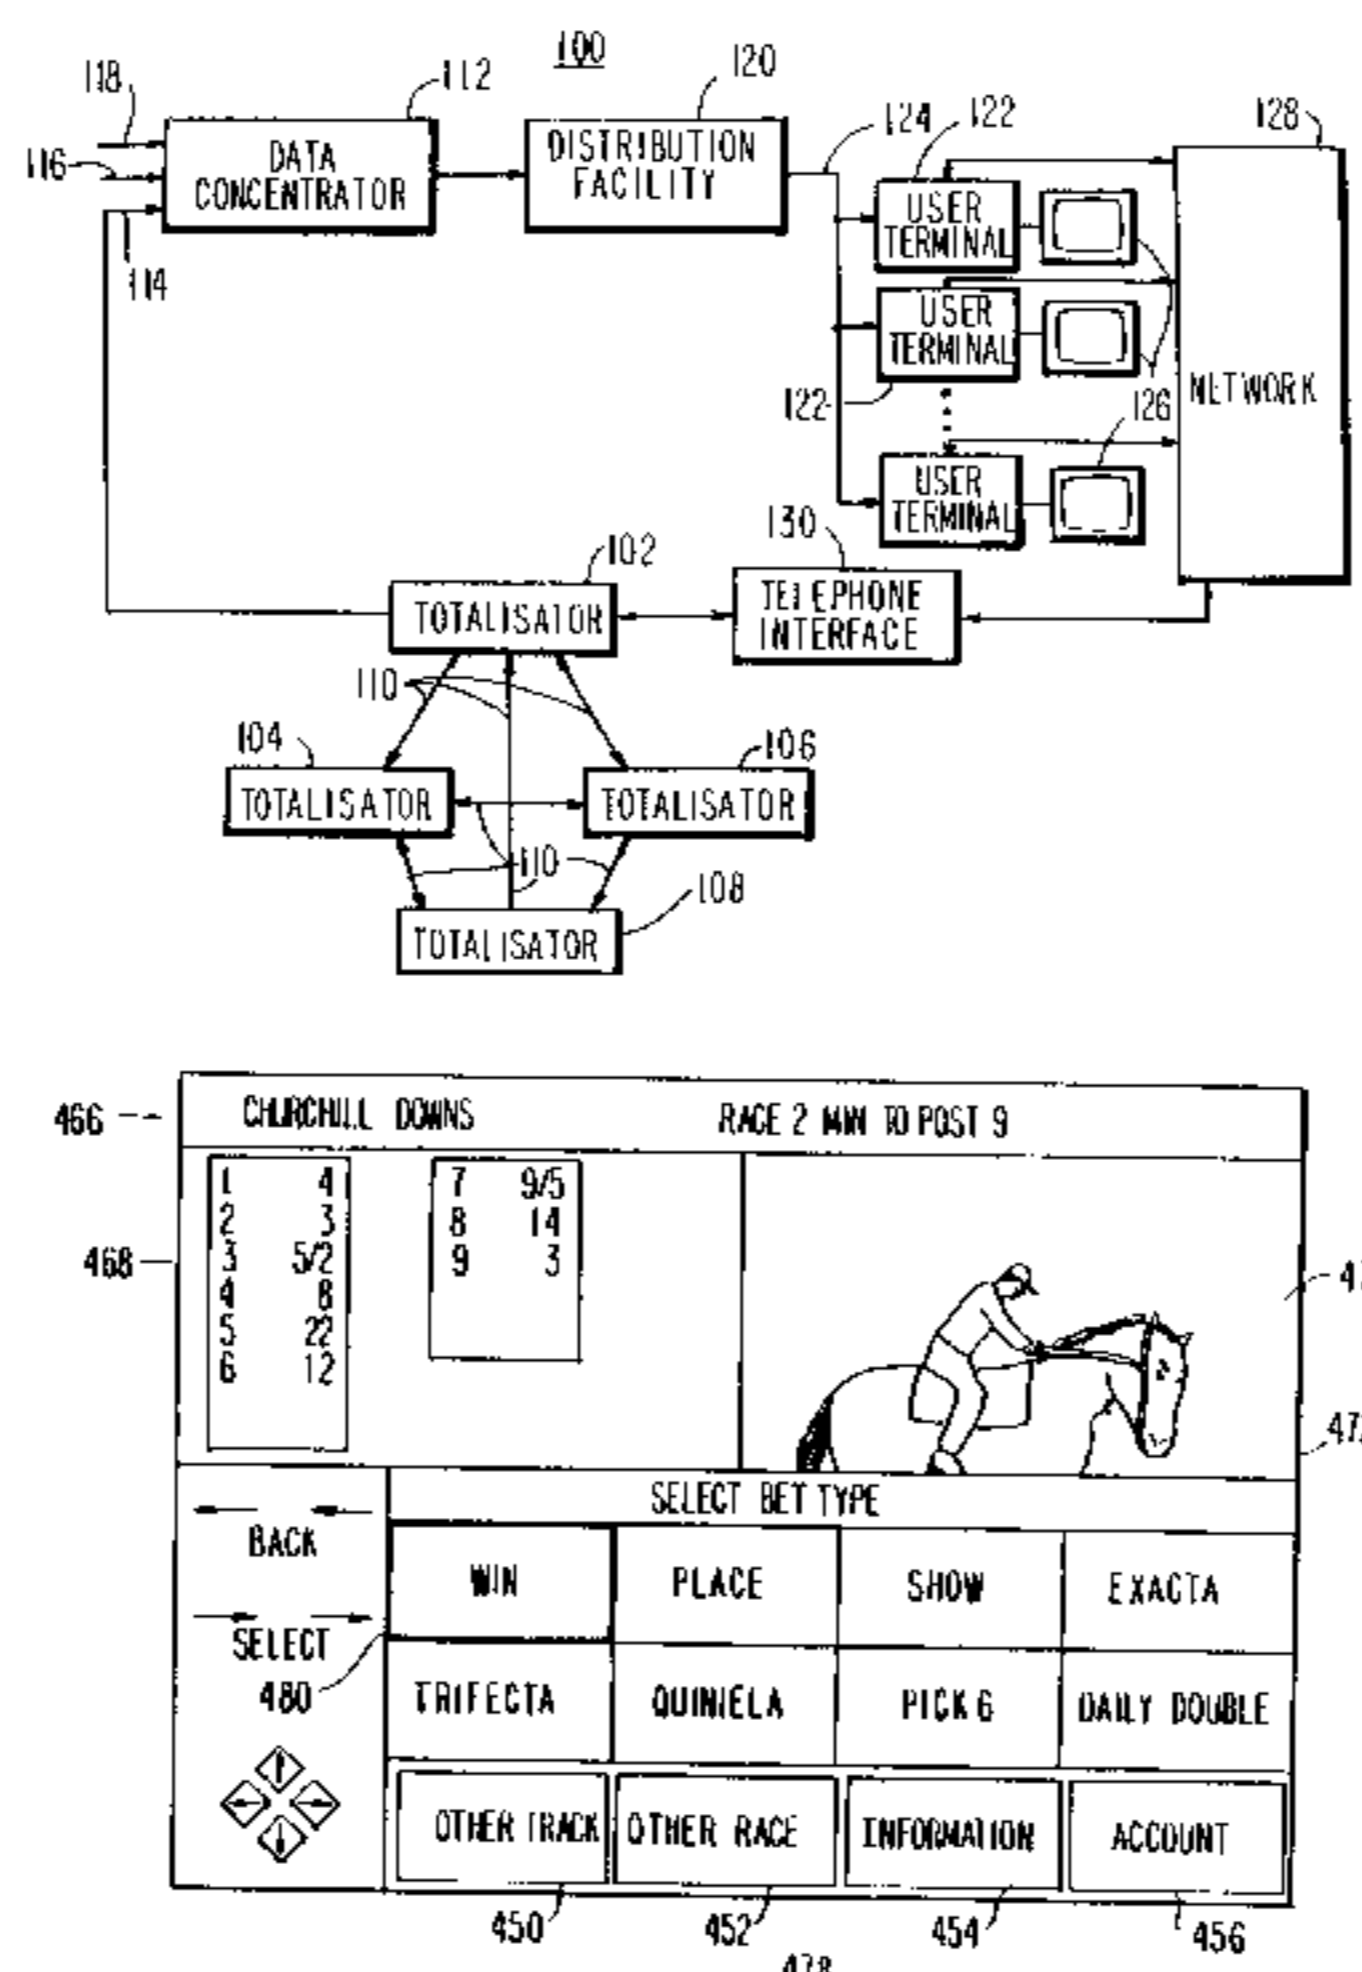 100
118
112
120
124
122
128
116
DATA
CONCENTRATOR
DISTRIBUTION
FACILITY
USER
TERMINAL
114
USER
TERMINAL
NETWORK
122
126
USER
TERMINAL
130
102
TOTALISATOR
TELEPHONE
INTERFACE
110
104
106
TOTALISATOR
TOTALISATOR
110
108
TOTALISATOR
466
CHURCHILL DOWNS
RACE 2 MIN TO POST 9
1 4
2 3
3 5/2
4 8
5 22
6 12
7 9/5
8 14
9 3
468
SELECT BET TYPE
BACK
SELECT
480
WIN
PLACE
SHOW
EXACTA
TRIFECTA
QUINIELA
PICK 6
DAILY DOUBLE
OTHER TRACK
OTHER RACE
INFORMATION
ACCOUNT
450
452
454
456